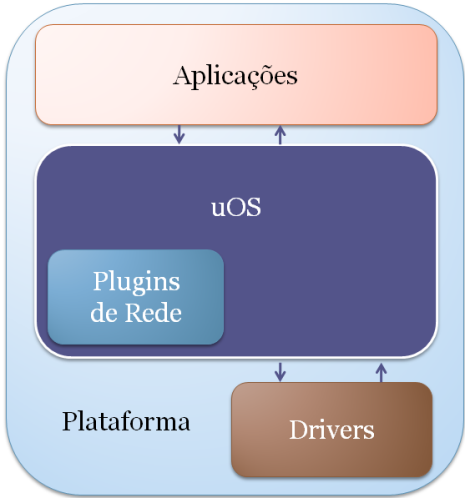 Aplicações
uOS
Plugins
de Rede
Plataforma
Drivers